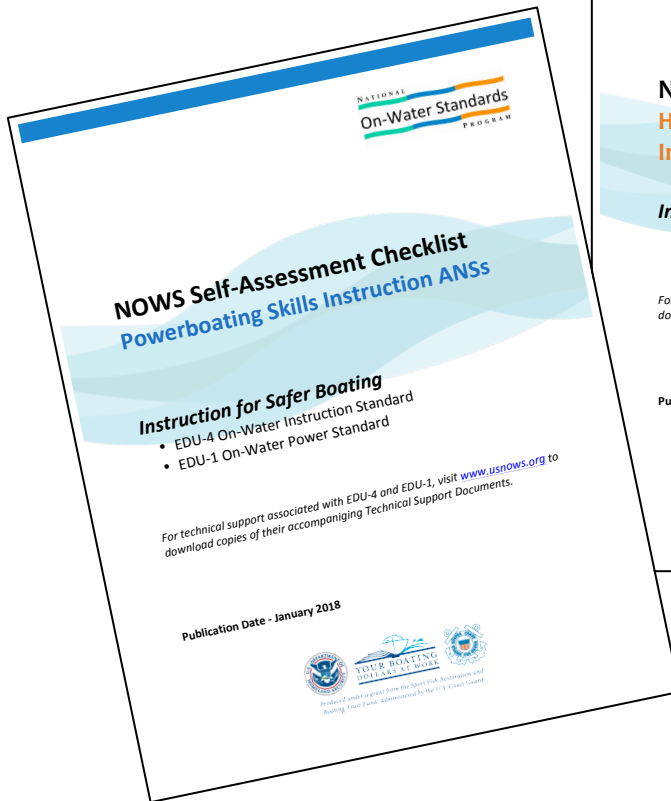 NATIONAL
On-Water Standards
PROGRAM
NOWS Self-Assessment Checklist
Powerboating Skills Instruction ANSs
Instruction for Safer Boating
• EDU-4 On-Water Instruction Standard
• EDU-1 On-Water Power Standard
For technical support associated with EDU-4 and EDU-1, visit www.usnows.org to
download copies of their accompaniging Technical Support Documents.
Publication Date - January 2018
YOUR BOATING
DOLLARS AT WORK
Produced under a grant from the Sport Fish Restoration and
Boating Trust Fund, administered by the U.S. Coast Guard
N
H
In
In
Fo
do
Pu